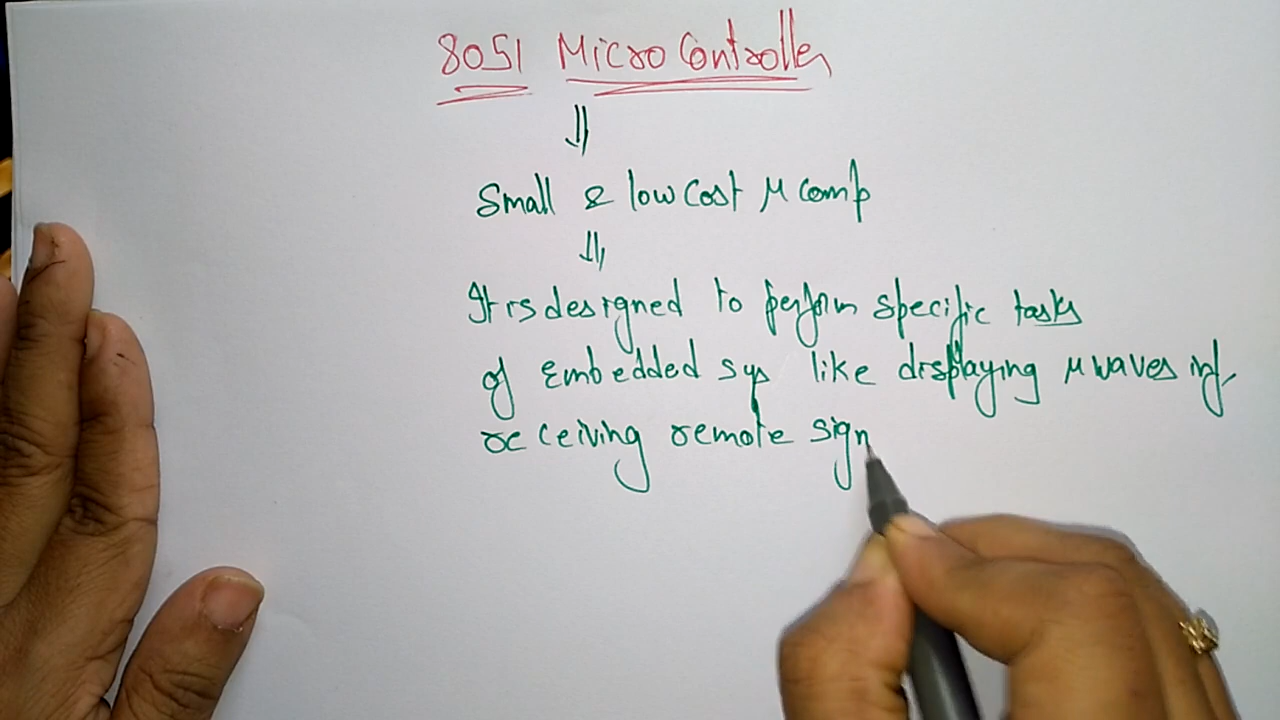 8051 Micro Controller
Small & low cost μ comp
It is designed to perform specific tasks
of Embedded sys like displaying μ waves inf.
receiving remote sign